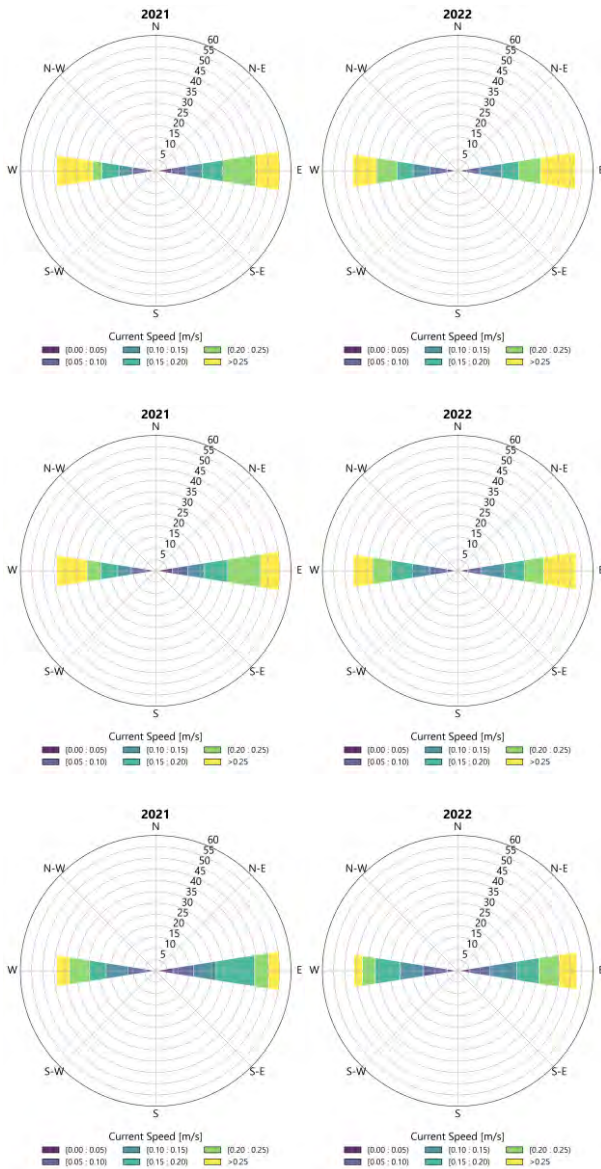 2021
N
60
55
50
45
40
35
30
25
20
15
10
5
N-W
N-E
W
E
S-W
S-E
S
Current Speed [m/s]
[0.00 : 0.05) [0.10 : 0.15) [0.20 : 0.25)
[0.05 : 0.10) [0.15 ; 0.20) >0.25
2022
N
60
55
50
45
40
35
30
25
20
15
10
5
N-W
N-E
W
E
S-W
S-E
S
Current Speed [m/s]
[0.00 : 0.05) [0.10 : 0.15) [0.20 : 0.25)
[0.05 : 0.10) [0.15 ; 0.20) >0.25
2021
N
60
55
50
45
40
35
30
25
20
15
10
5
N-W
N-E
W
E
S-W
S-E
S
Current Speed [m/s]
[0.00 : 0.05) [0.10 : 0.15) [0.20 : 0.25)
[0.05 : 0.10) [0.15 ; 0.20) >0.25
2022
N
60
55
50
45
40
35
30
25
20
15
10
5
N-W
N-E
W
E
S-W
S-E
S
Current Speed [m/s]
[0.00 : 0.05) [0.10 : 0.15) [0.20 : 0.25)
[0.05 : 0.10) [0.15 ; 0.20) >0.25
2021
N
60
55
50
45
40
35
30
25
20
15
10
5
N-W
N-E
W
E
S-W
S-E
S
Current Speed [m/s]
[0.00 : 0.05) [0.10 : 0.15) [0.20 : 0.25)
[0.05 : 0.10) [0.15 ; 0.20) >0.25
2022
N
60
55
50
45
40
35
30
25
20
15
10
5
N-W
N-E
W
E
S-W
S-E
S
Current Speed [m/s]
[0.00 : 0.05) [0.10 : 0.15) [0.20 : 0.25)
[0.05 : 0.10) [0.15 ; 0.20) >0.25